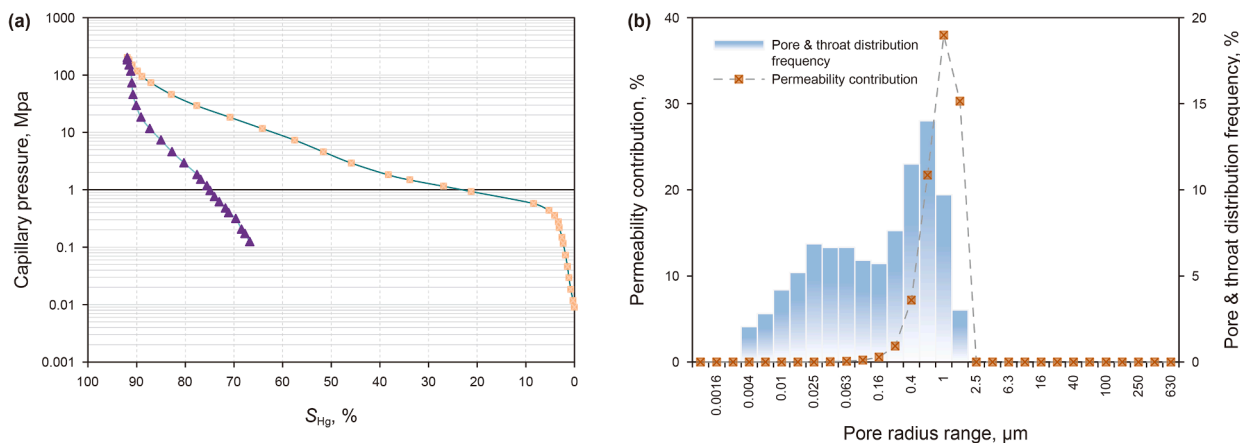 (a)
1000
100
10
1
0.1
0.01
0.001
Capillary pressure, Mpa
100 90 80 70 60 50 40 30 20 10 0
SHg, %
(b)
40
30
20
10
0
Permeability contribution, %
Pore & throat distribution
frequency
Permeability contribution
20
15
10
5
0
Pore & throat distribution frequency, %
0.0016 0.004 0.01 0.025 0.063 0.16 0.4 1 2.5 6.3 16 40 100 250 630
Pore radius range, μm